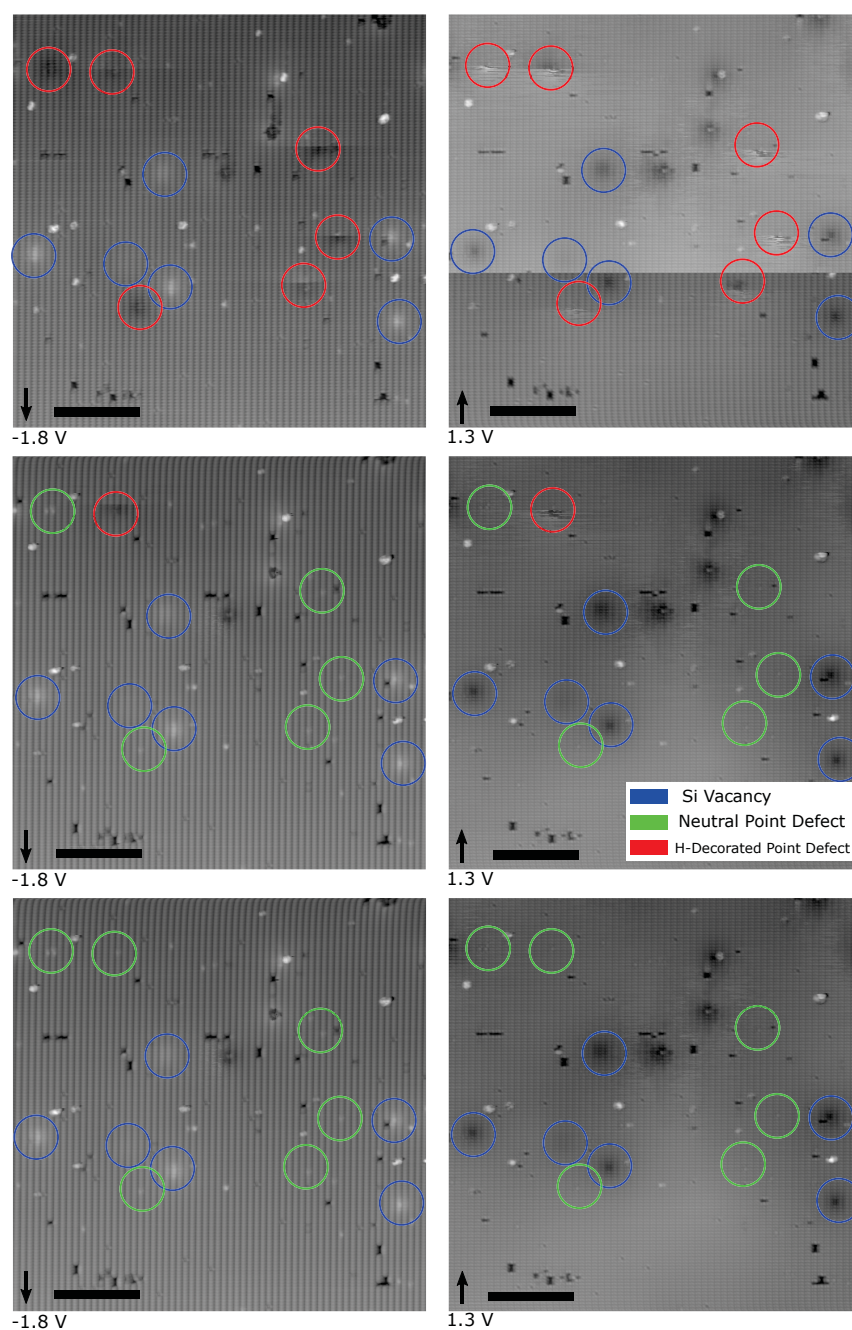 -1.8 V
1.3 V
Si Vacancy
Neutral Point Defect
H-Decorated Point Defect
-1.8 V
1.3 V
-1.8 V
1.3 V